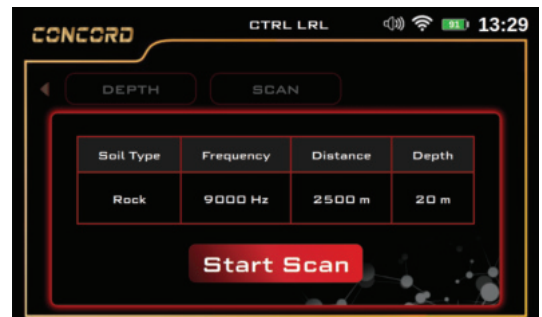 CONCORD
CTRL LRL 91 13:29
DEPTH SCAN
Soil Type Frequency Distance Depth
Rock 9000 Hz 2500 m 20 m
Start Scan